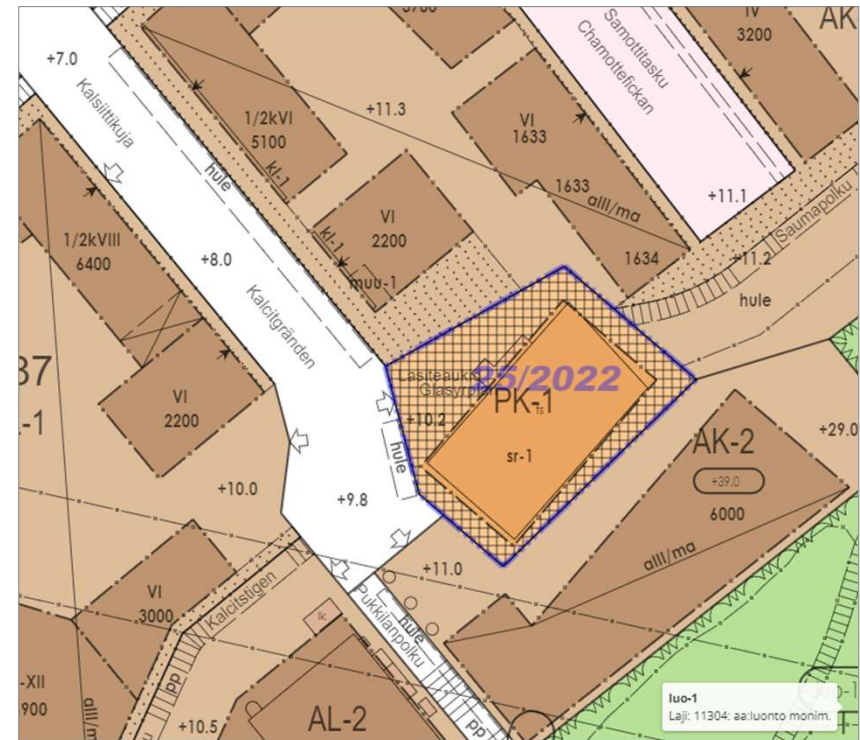 AK
IV
3200
+7.0
Kalsiittikuja
+11.3
1/2kVI
5100
kl-1
hule
VI
1633
1633
alll/ma
1634
Samottitasku
Chamottefickan
+11.1
Saumapolku
+11.2
hule
1/2kVIII
6400
+8.0
Kalcitgränden
VI
2200
kl-1
muu-1
37
-1
VI
2200
25/2022
PK-1
sr-1
+10.2
hule
AK-2
+39.0
6000
+29.0
+10.0
+9.8
+11.0
alll/ma
VI
3000
Kalcitstigen
lk
Pukkilanpolku
hule
pp
-XII
900
alll/m
pp
+10.5
AL-2
pp
luo-1
Laji: 11304: aa:luonto monim.